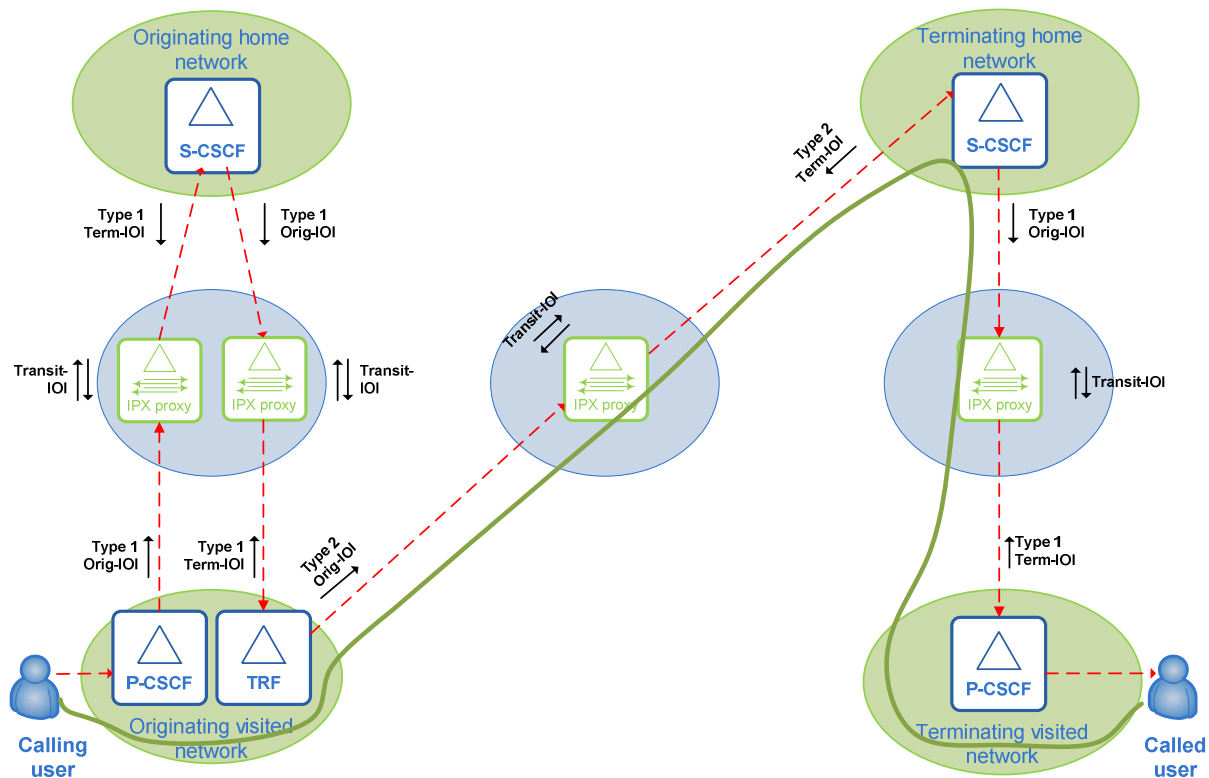 Originating home
network
S-CSCF
Terminating home
network
S-CSCF
Type 2
Term-IOI
Type 1
Term-IOI
Type 1
Orig-IOI
Type 1
Orig-IOI
Transit-
IOI
IPX proxy
IPX proxy
Transit-
IOI
Transit-IOI
IPX proxy
IPX proxy
Transit-IOI
Type 1
Orig-IOI
Type 1
Term-IOI
Type 2
Orig-IOI
Type 1
Term-IOI
P-CSCF
TRF
Originating visited
network
Calling
user
P-CSCF
Terminating visited
network
Called
user